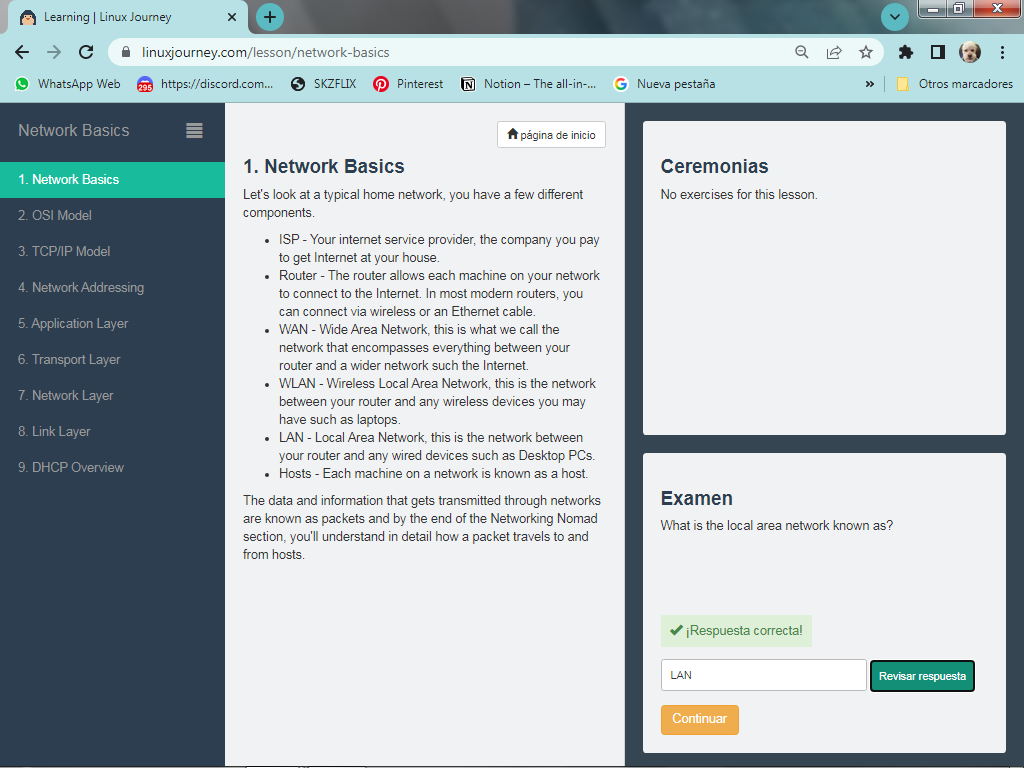 Learning | Linux Journey
linuxjourney.com/lesson/network-basics
WhatsApp Web
295
https://discord.com...
SKZFLIX
Pinterest
Notion – The all-in-...
Nueva pestaña
»
Otros marcadores
Network Basics
1. Network Basics
2. OSI Model
3. TCP/IP Model
4. Network Addressing
5. Application Layer
6. Transport Layer
7. Network Layer
8. Link Layer
9. DHCP Overview
página de inicio
1. Network Basics
Let's look at a typical home network, you have a few different
components.
• ISP - Your internet service provider, the company you pay
to get Internet at your house.
• Router - The router allows each machine on your network
to connect to the Internet. In most modern routers, you
can connect via wireless or an Ethernet cable.
• WAN - Wide Area Network, this is what we call the
network that encompasses everything between your
router and a wider network such the Internet.
• WLAN - Wireless Local Area Network, this is the network
between your router and any wireless devices you may
have such as laptops.
• LAN - Local Area Network, this is the network between
your router and any wired devices such as Desktop PCs.
• Hosts - Each machine on a network is known as a host.
The data and information that gets transmitted through networks
are known as packets and by the end of the Networking Nomad
section, you'll understand in detail how a packet travels to and
from hosts.
Ceremonias
No exercises for this lesson.
Examen
What is the local area network known as?
¡Respuesta correcta!
LAN
Revisar respuesta
Continuar